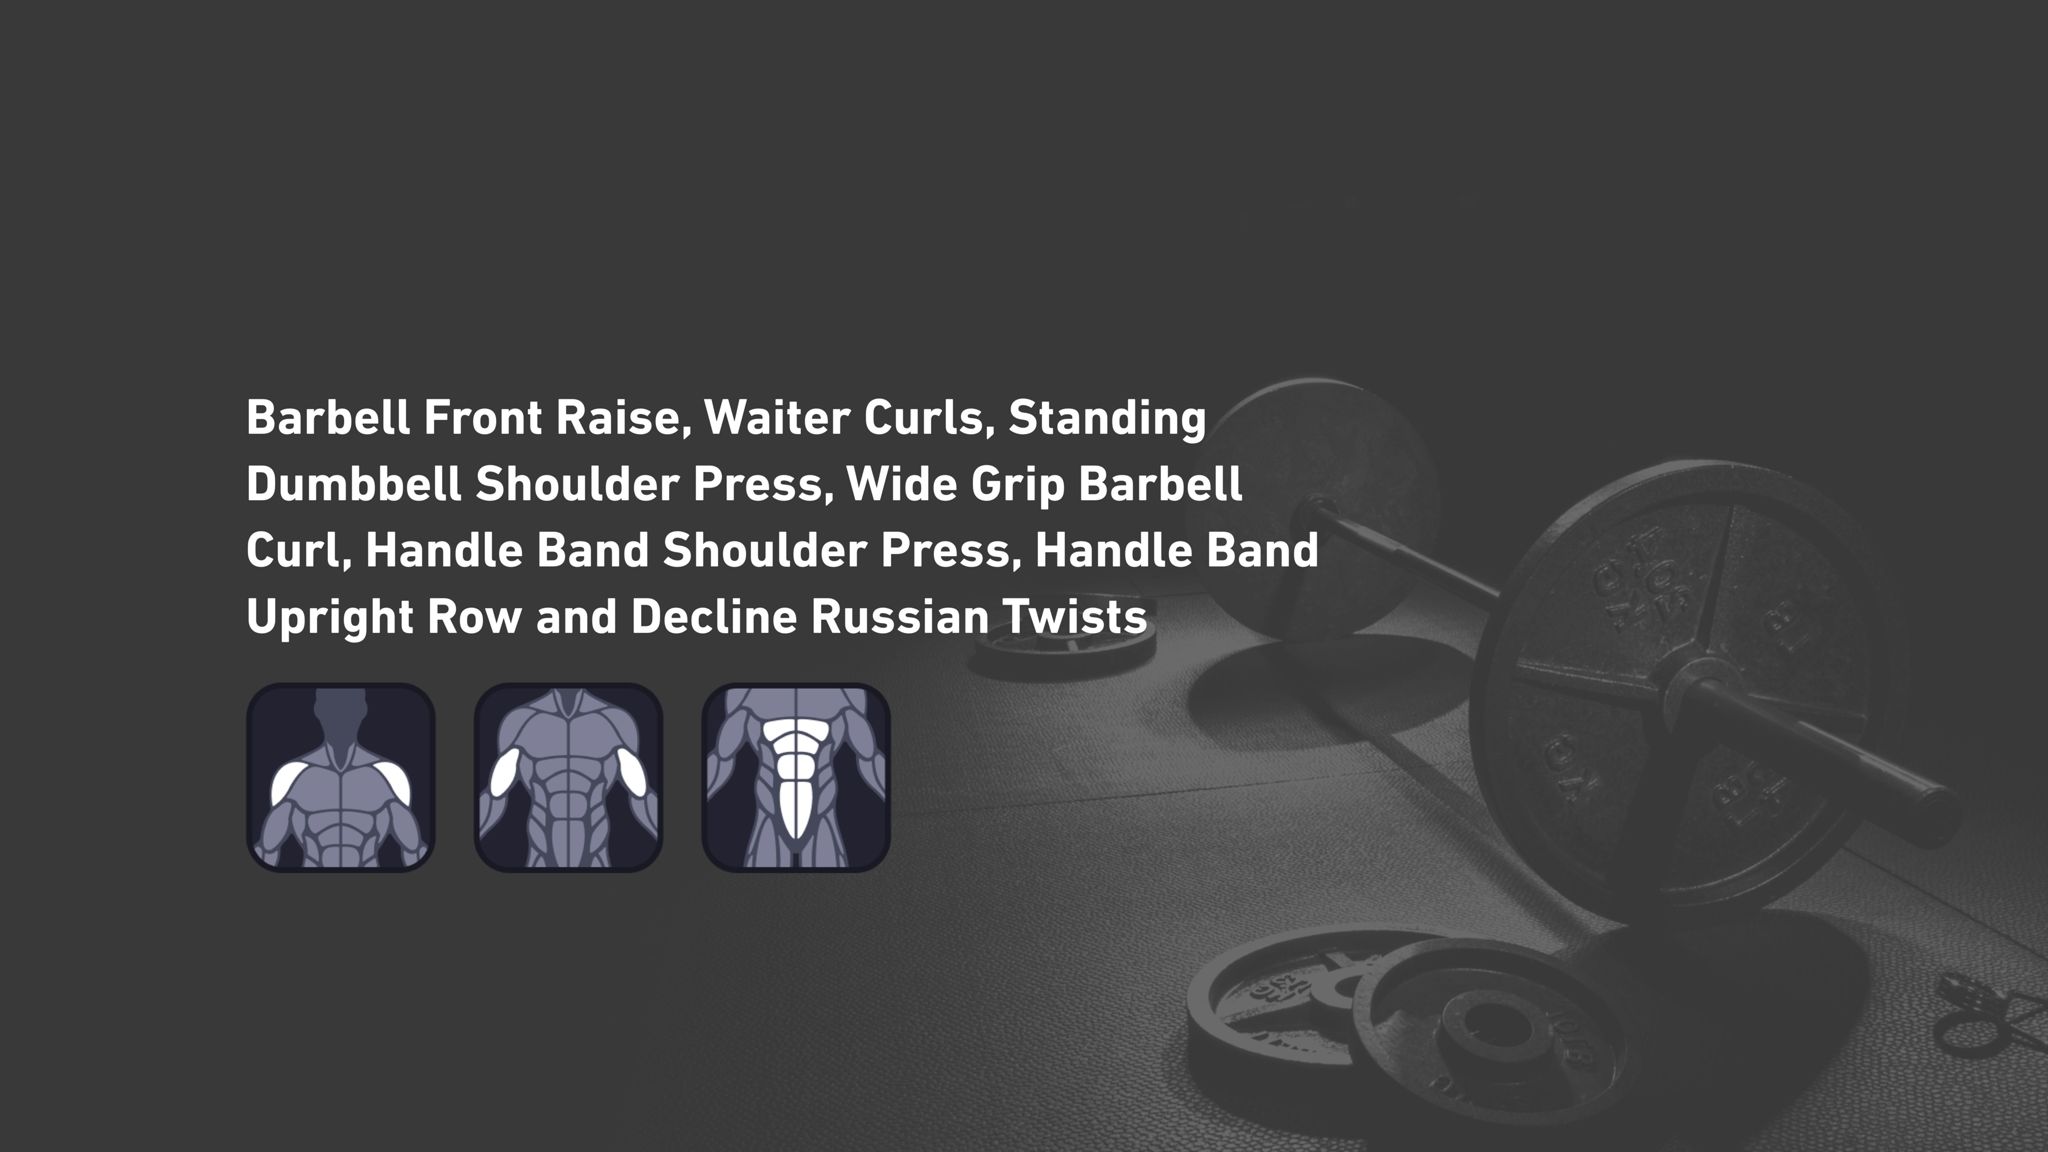 Barbell Front Raise, Waiter Curls, Standing
Dumbbell Shoulder Press, Wide Grip Barbell
Curl, Handle Band Shoulder Press, Handle Band
Upright Row and Decline Russian Twists